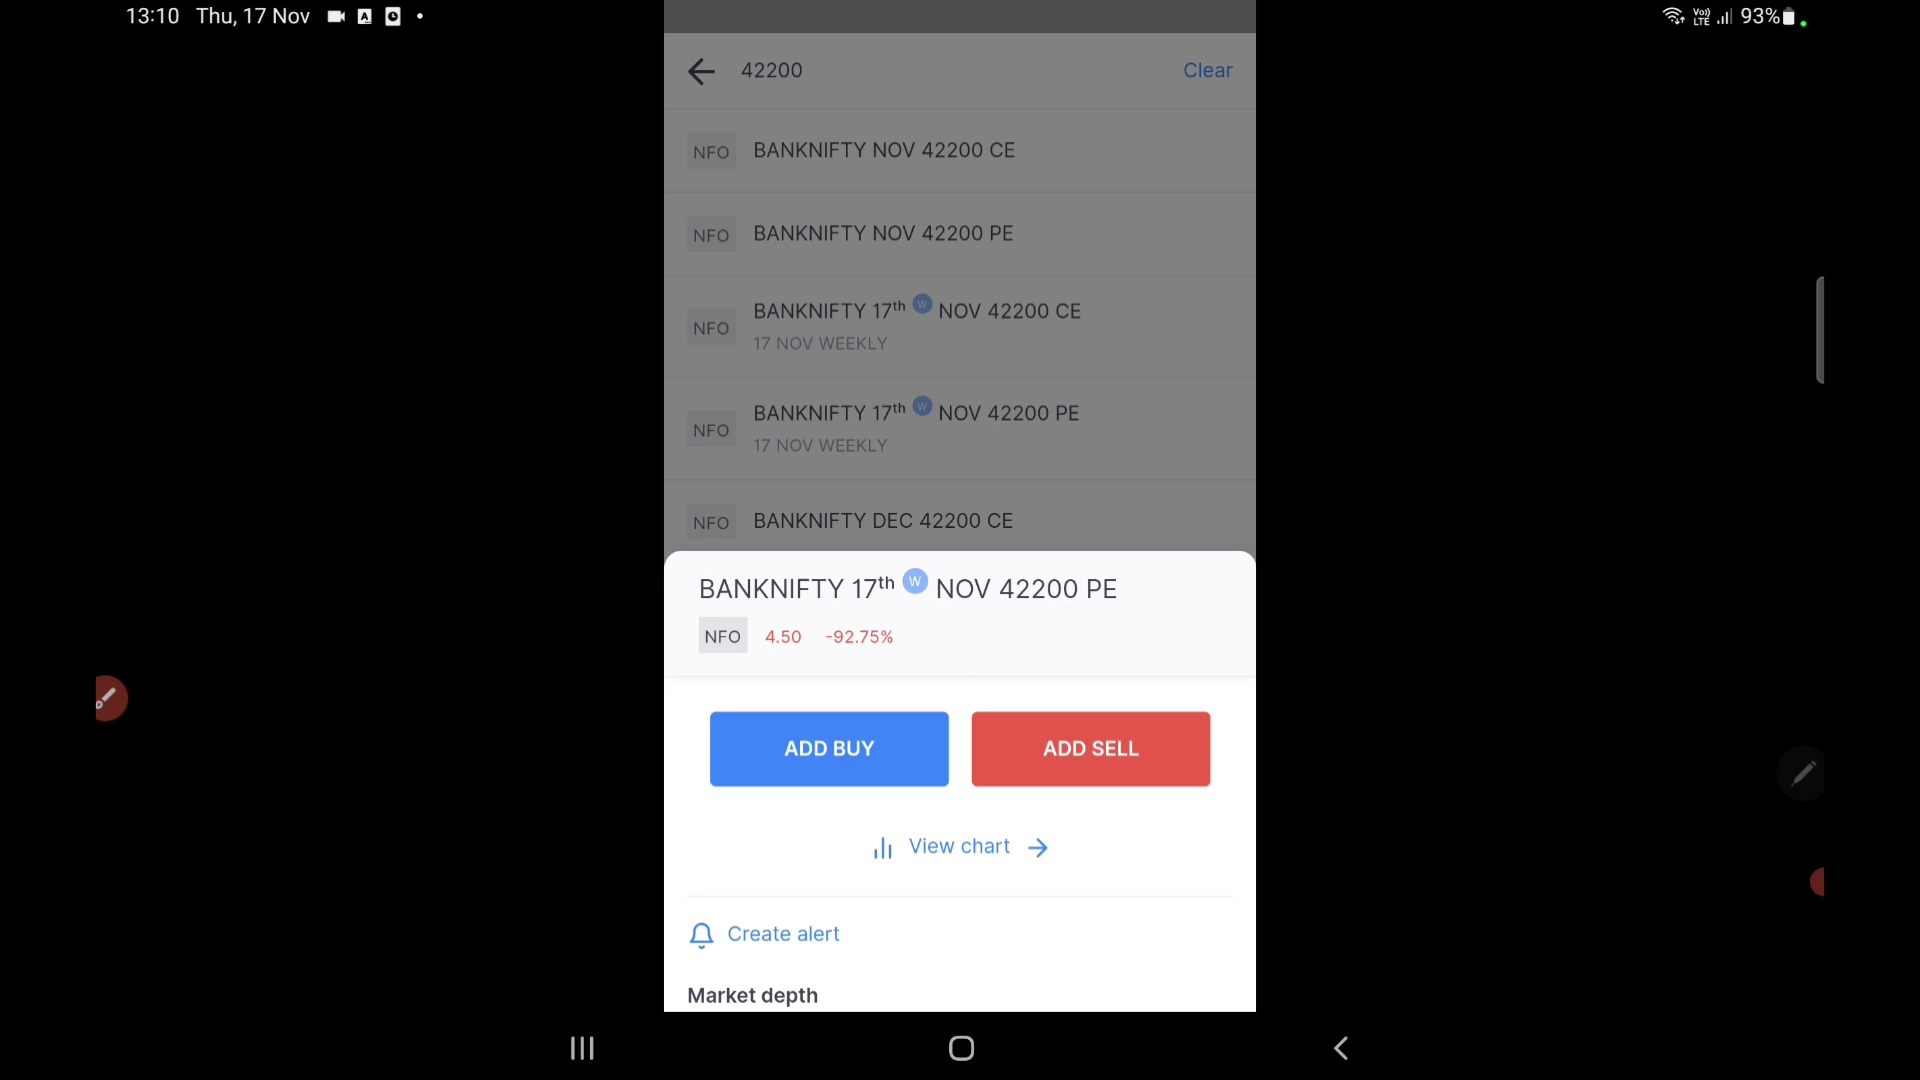 13:10 Thu, 17 Nov
Vo)) LTE 93%
42200 Clear
NFO BANKNIFTY NOV 42200 CE
NFO BANKNIFTY NOV 42200 PE
NFO BANKNIFTY 17th W NOV 42200 CE
17 NOV WEEKLY
NFO BANKNIFTY 17th W NOV 42200 PE
17 NOV WEEKLY
NFO BANKNIFTY DEC 42200 CE
BANKNIFTY 17th W NOV 42200 PE
NFO 4.50 -92.75%
ADD BUY ADD SELL
View chart
Create alert
Market depth